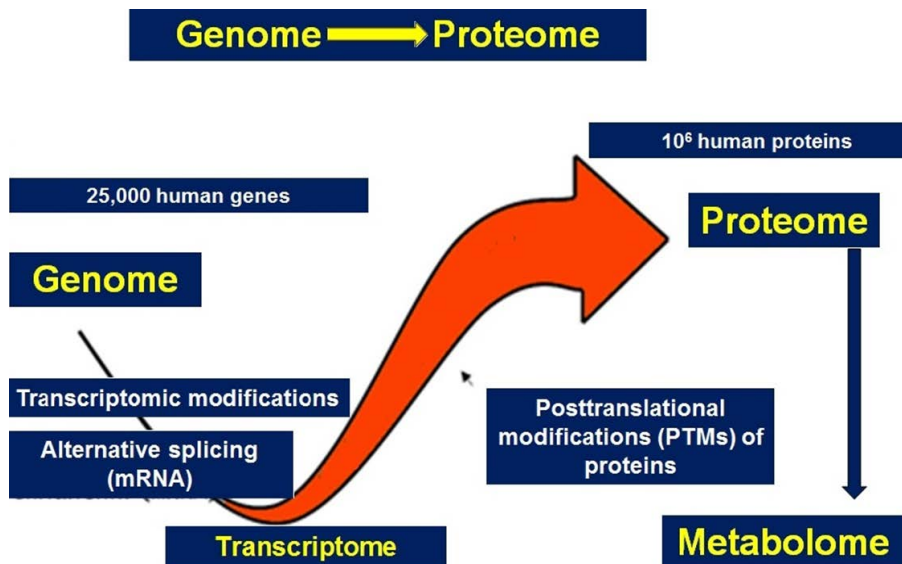 Genome Proteome
10⁶ human proteins
25,000 human genes
Proteome
Genome
Transcriptomic modifications
Alternative splicing
(mRNA)
Posttranslational
modifications (PTMs) of
proteins
Transcriptome
Metabolome